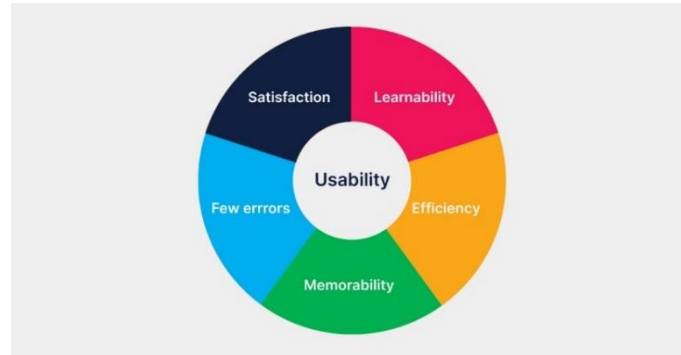 Satisfaction
Learnability
Usability
Few errrors
Efficiency
Memorability